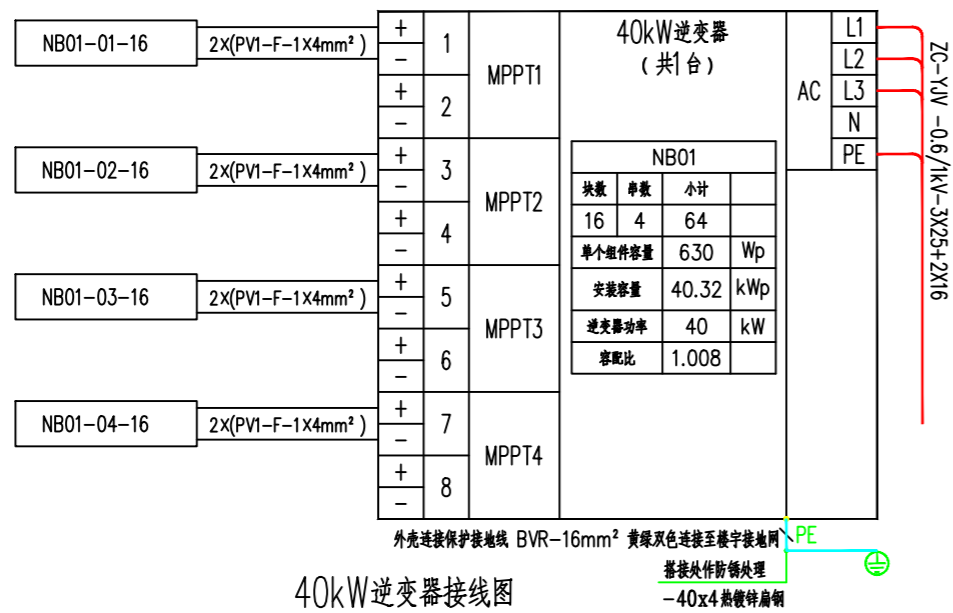 NB01-01-16
2X(PV1-F-1X4mm²)
NB01-02-16
2X(PV1-F-1X4mm²)
NB01-03-16
2X(PV1-F-1X4mm²)
NB01-04-16
2X(PV1-F-1X4mm²)
+
-
+
-
+
-
+
-
+
-
+
-
+
-
+
-
1
2
3
4
5
6
7
8
MPPT1
MPPT2
MPPT3
MPPT4
40kW逆变器
(共1台)
NB01
块数 串数 小计
16 4 64
单个组件容量 630 Wp
安装容量 40.32 kWp
逆变器功率 40 kW
容配比 1.008
AC
L1
L2
L3
N
PE
ZC-YJV -0.6/1kV-3X25+2X16
外壳连接保护接地线 BVR-16mm² 黄绿双色连接至楼宇接地网
PE
搭接处作防锈处理
-40x4热镀锌扁钢
40kW逆变器接线图